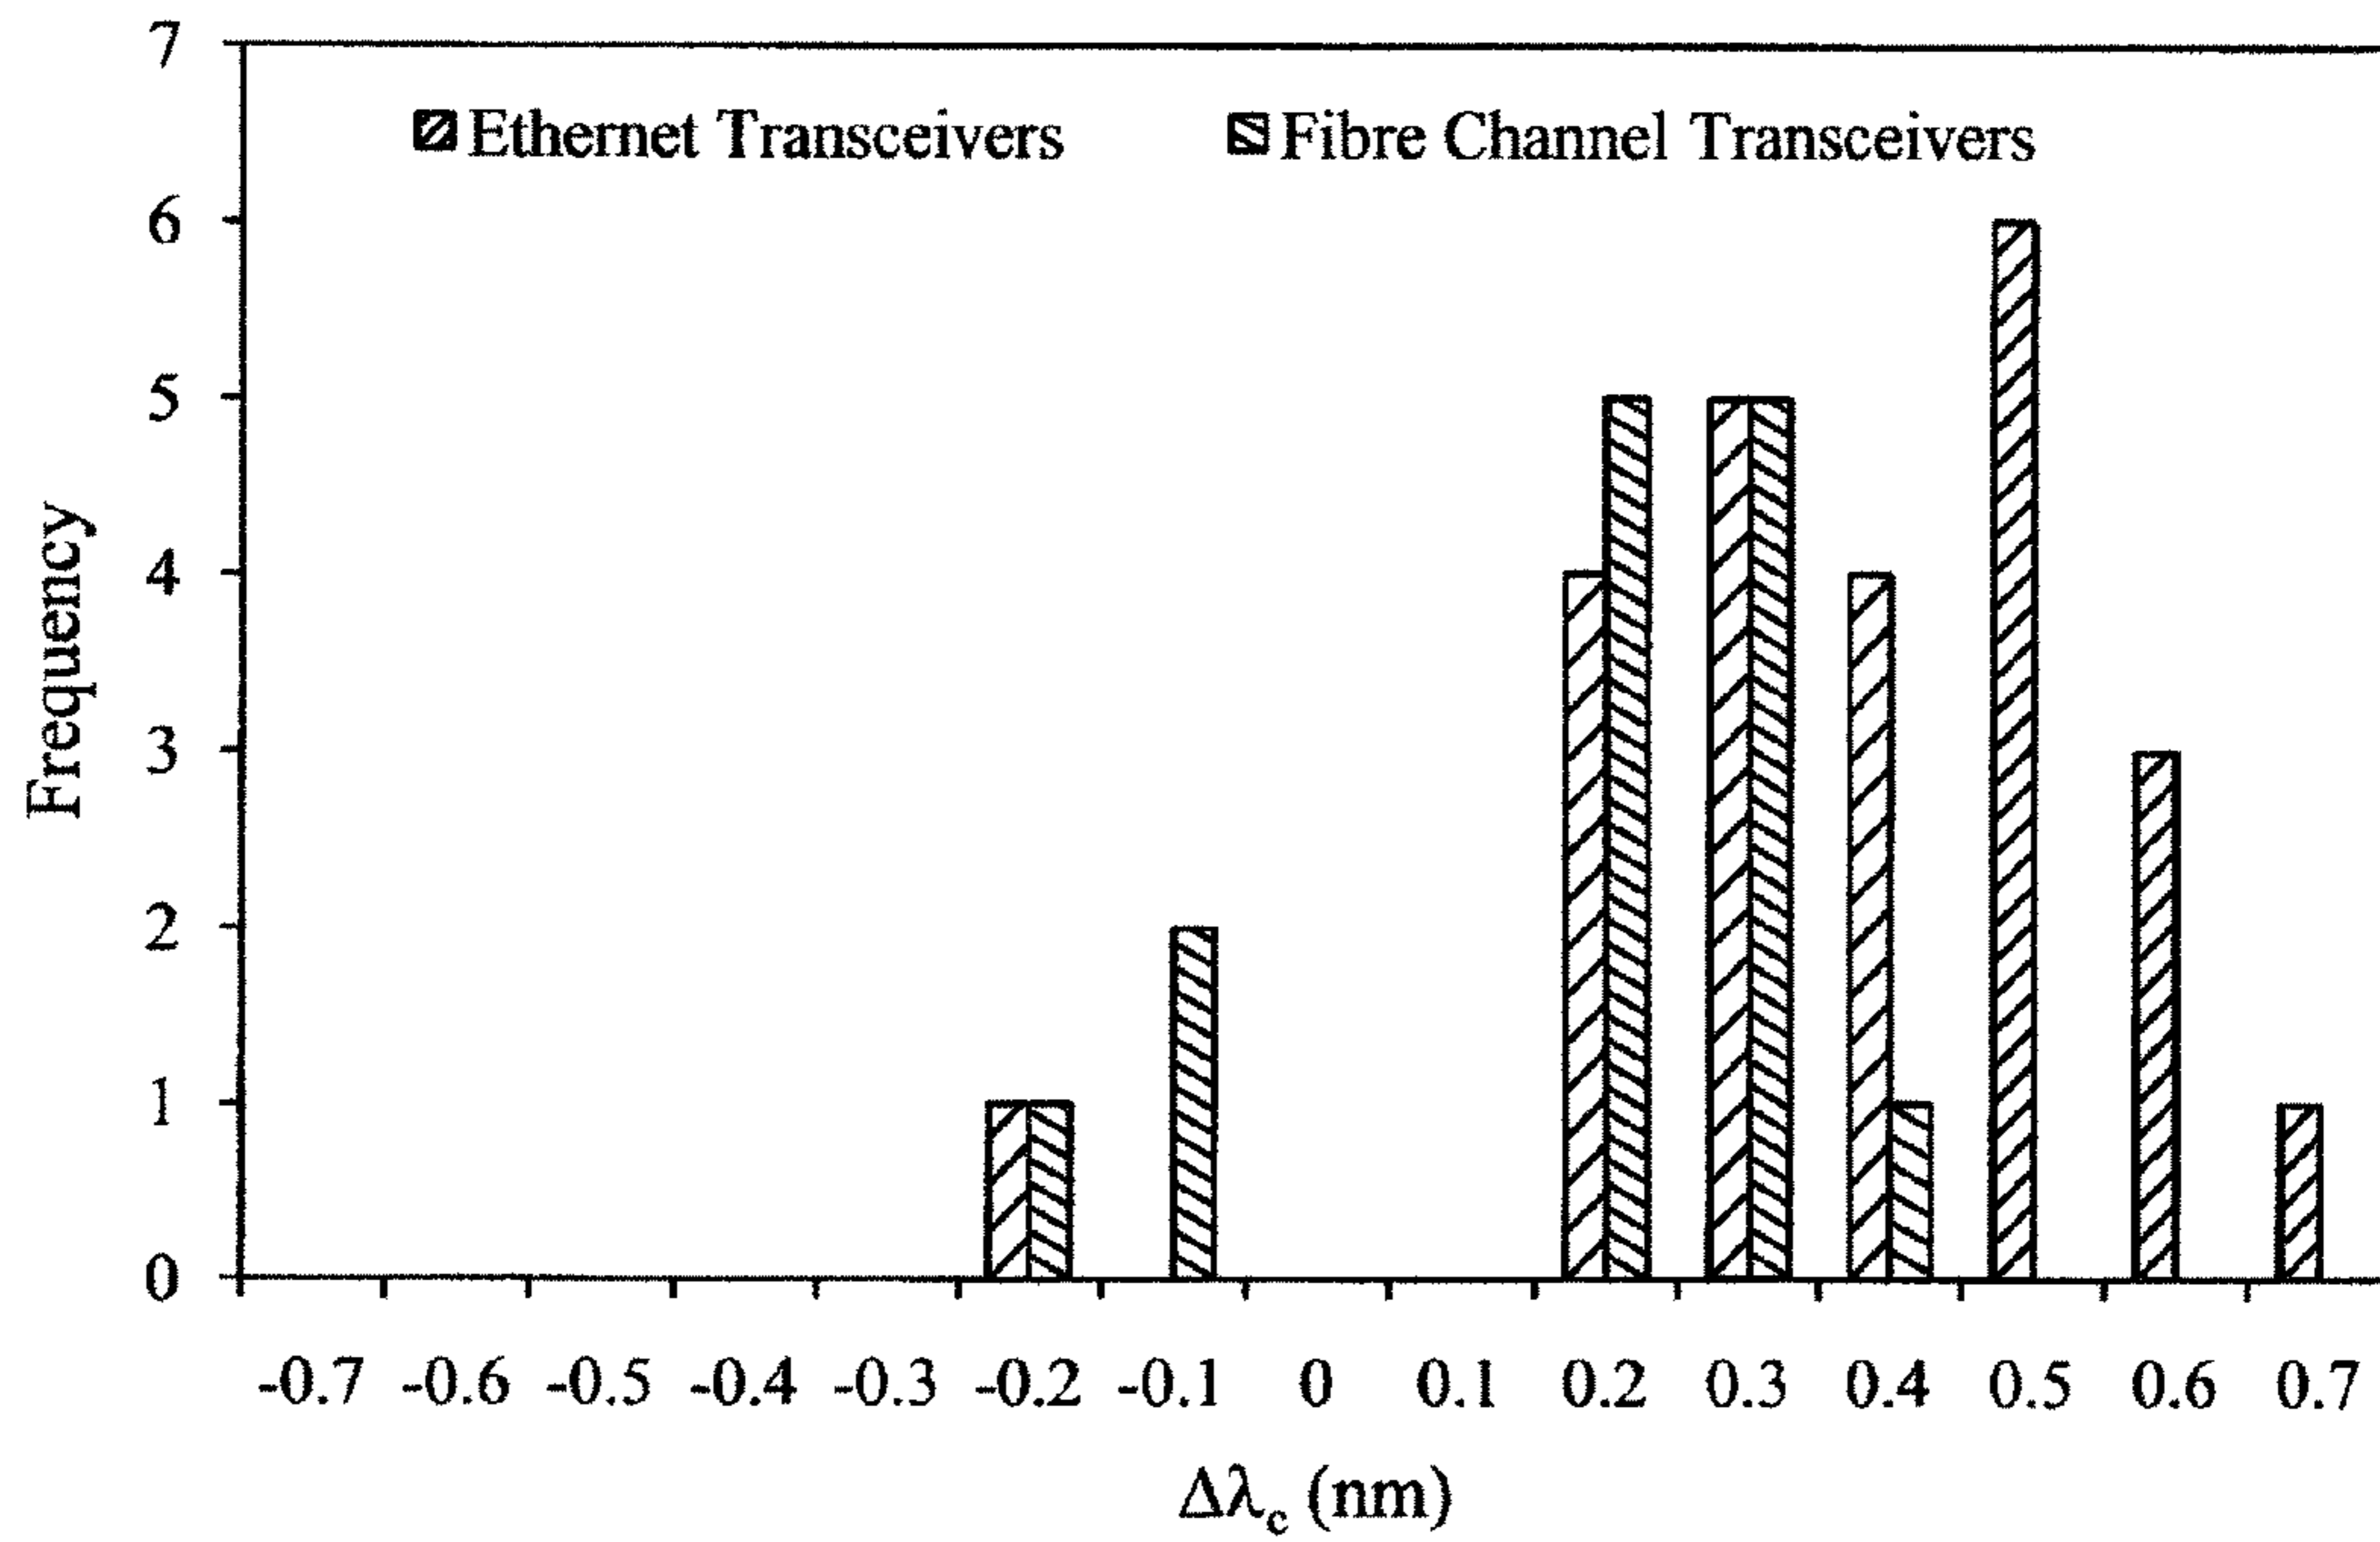 7
Ethernet Transceivers Fibre Channel Transceivers
6
5
4
3
2
1
0
Frequency
-0.7 -0.6 -0.5 -0.4 -0.3 -0.2 -0.1 0 0.1 0.2 0.3 0.4 0.5 0.6 0.7
Δλc (nm)